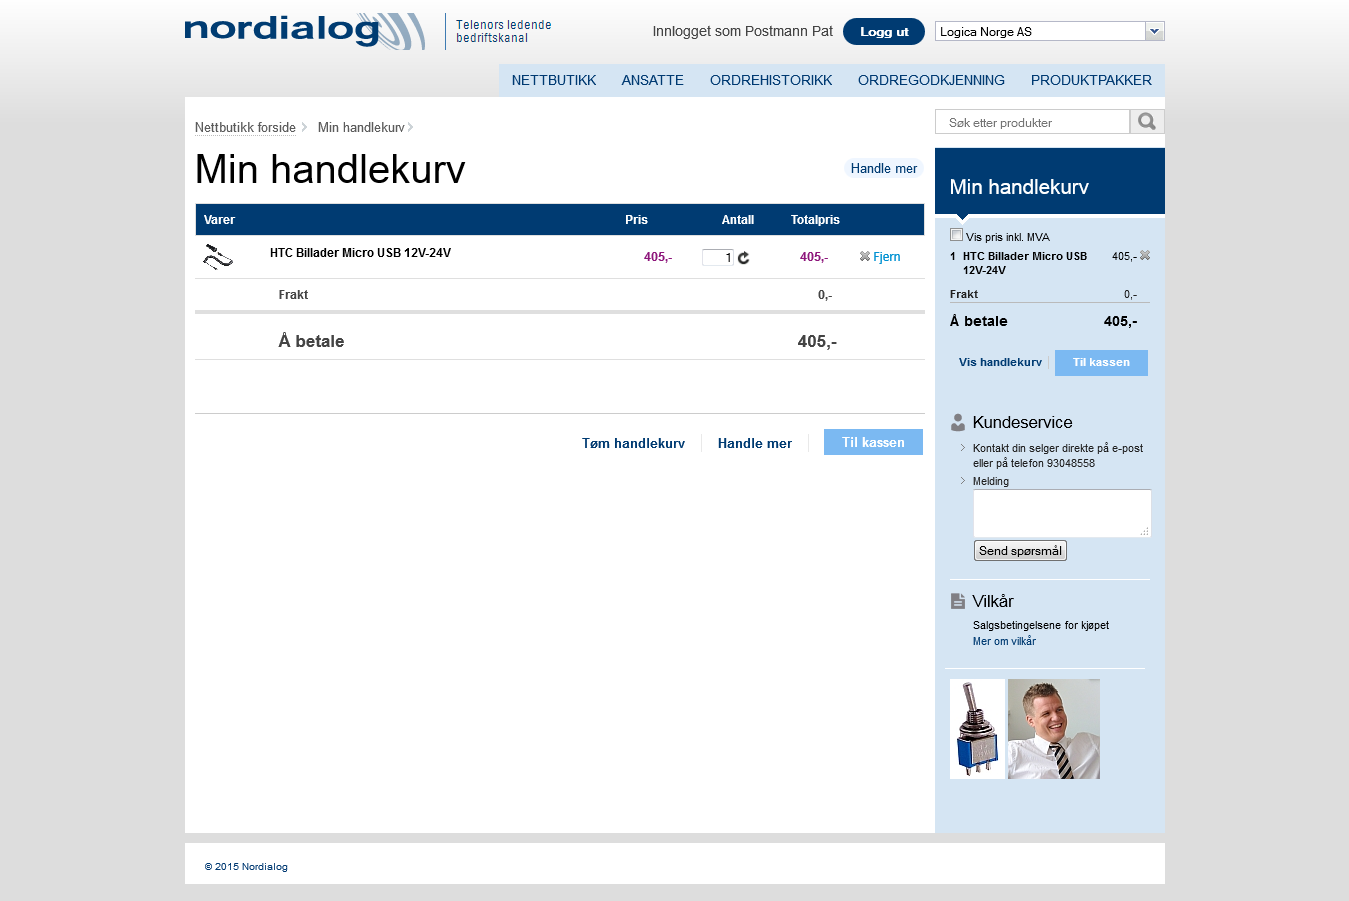 nordialog
Telenors ledende
bedriftskanal
Innlogget som Postmann Pat
Logg ut
Logica Norge AS
NETTBUTIKK ANSATTE ORDREHISTORIKK ORDREGODKJENNING PRODUKTPAKKER
Nettbutikk forside Min handlekurv
Søk etter produkter
Min handlekurv
Handle mer
Varer Pris Antall Totalpris
HTC Billader Micro USB 12V-24V 405,- 1 405,- Fjern
Frakt 0,-
Å betale 405,-
Tøm handlekurv Handle mer Til kassen
Min handlekurv
Vis pris inkl. MVA
1 HTC Billader Micro USB 405,-
12V-24V
Frakt 0,-
Å betale 405,-
Vis handlekurv Til kassen
Kundeservice
Kontakt din selger direkte på e-post
eller på telefon 93048558
Melding
Send spørsmål
Vilkår
Salgsbetingelsene for kjøpet
Mer om vilkår
© 2015 Nordialog